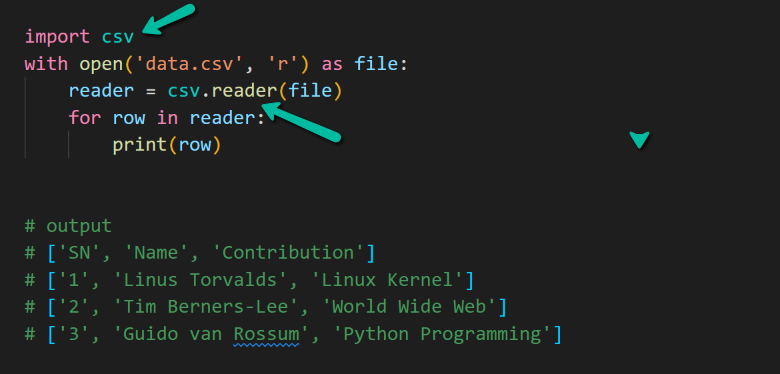 import csv
with open('data.csv', 'r') as file:
    reader = csv.reader(file)
    for row in reader:
        print(row)
# output
# ['SN', 'Name', 'Contribution']
# ['1', 'Linus Torvalds', 'Linux Kernel']
# ['2', 'Tim Berners-Lee', 'World Wide Web']
# ['3', 'Guido van Rossum', 'Python Programming']